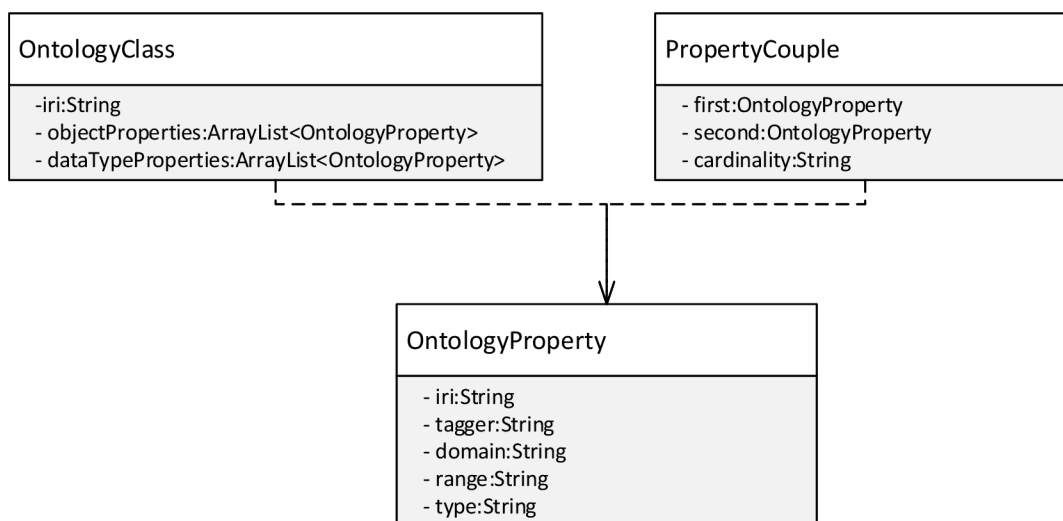 OntologyClass
-iri:String
- objectProperties:ArrayList<OntologyProperty>
- dataTypeProperties:ArrayList<OntologyProperty>
PropertyCouple
- first:OntologyProperty
- second:OntologyProperty
- cardinality:String
OntologyProperty
- iri:String
- tagger:String
- domain:String
- range:String
- type:String